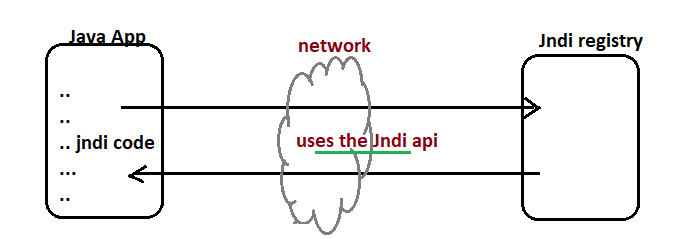 Java App
network
Jndi registry
..
..
uses the Jndi api
.. jndi code
...
..